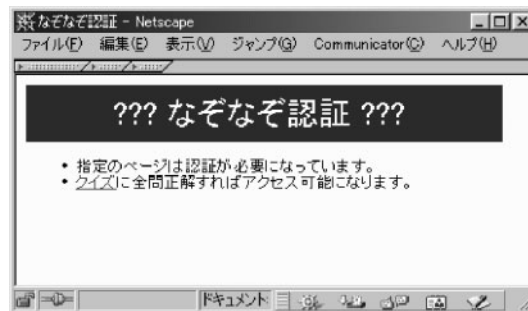 なぞなぞ認証 - Netscape
ファイル(F) 編集(E) 表示(V) ジャンプ(G) Communicator(C) ヘルプ(H)
??? なぞなぞ認証 ???
• 指定のページは認証が必要になっています。
• クイズに全問正解すればアクセス可能になります。
ドキュメント